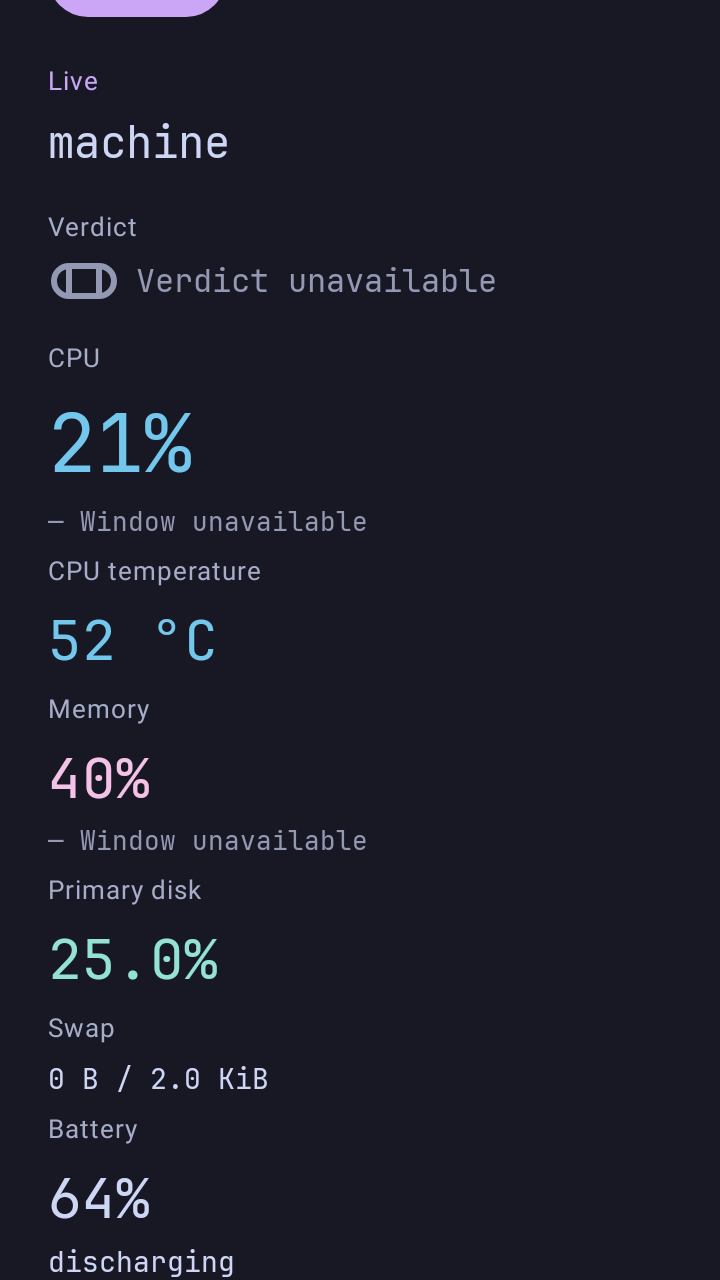 Live
machine
Verdict
Verdict unavailable
CPU
21%
— Window unavailable
CPU temperature
52 °C
Memory
40%
— Window unavailable
Primary disk
25.0%
Swap
0 B / 2.0 KiB
Battery
64%
discharging